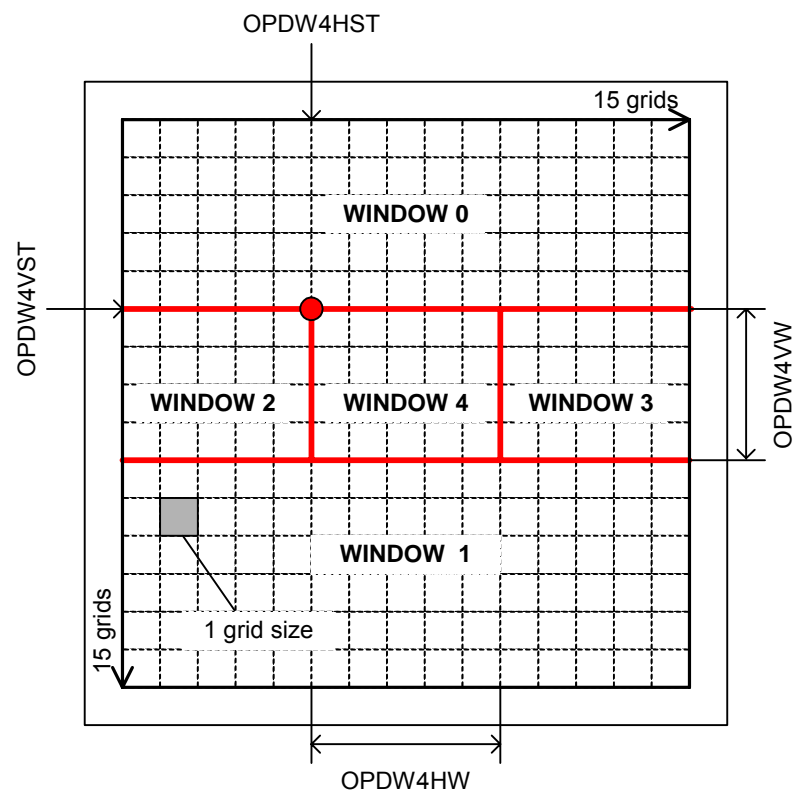 OPDW4HST
15 grids
WINDOW 0
OPDW4VST
OPDW4VW
WINDOW 2
WINDOW 4
WINDOW 3
WINDOW 1
15 grids
1 grid size
OPDW4HW